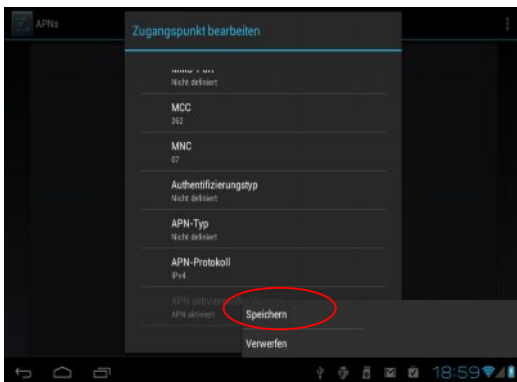 APNs
Zugangspunkt bearbeiten
Nicht definiert
MCC
262
MNC
07
Authentifizierungstyp
Nicht definiert
APN-Typ
Nicht definiert
APN-Protokoll
IPv4
APN
APN aktiviert
Speichern
Verwerfen
18:59